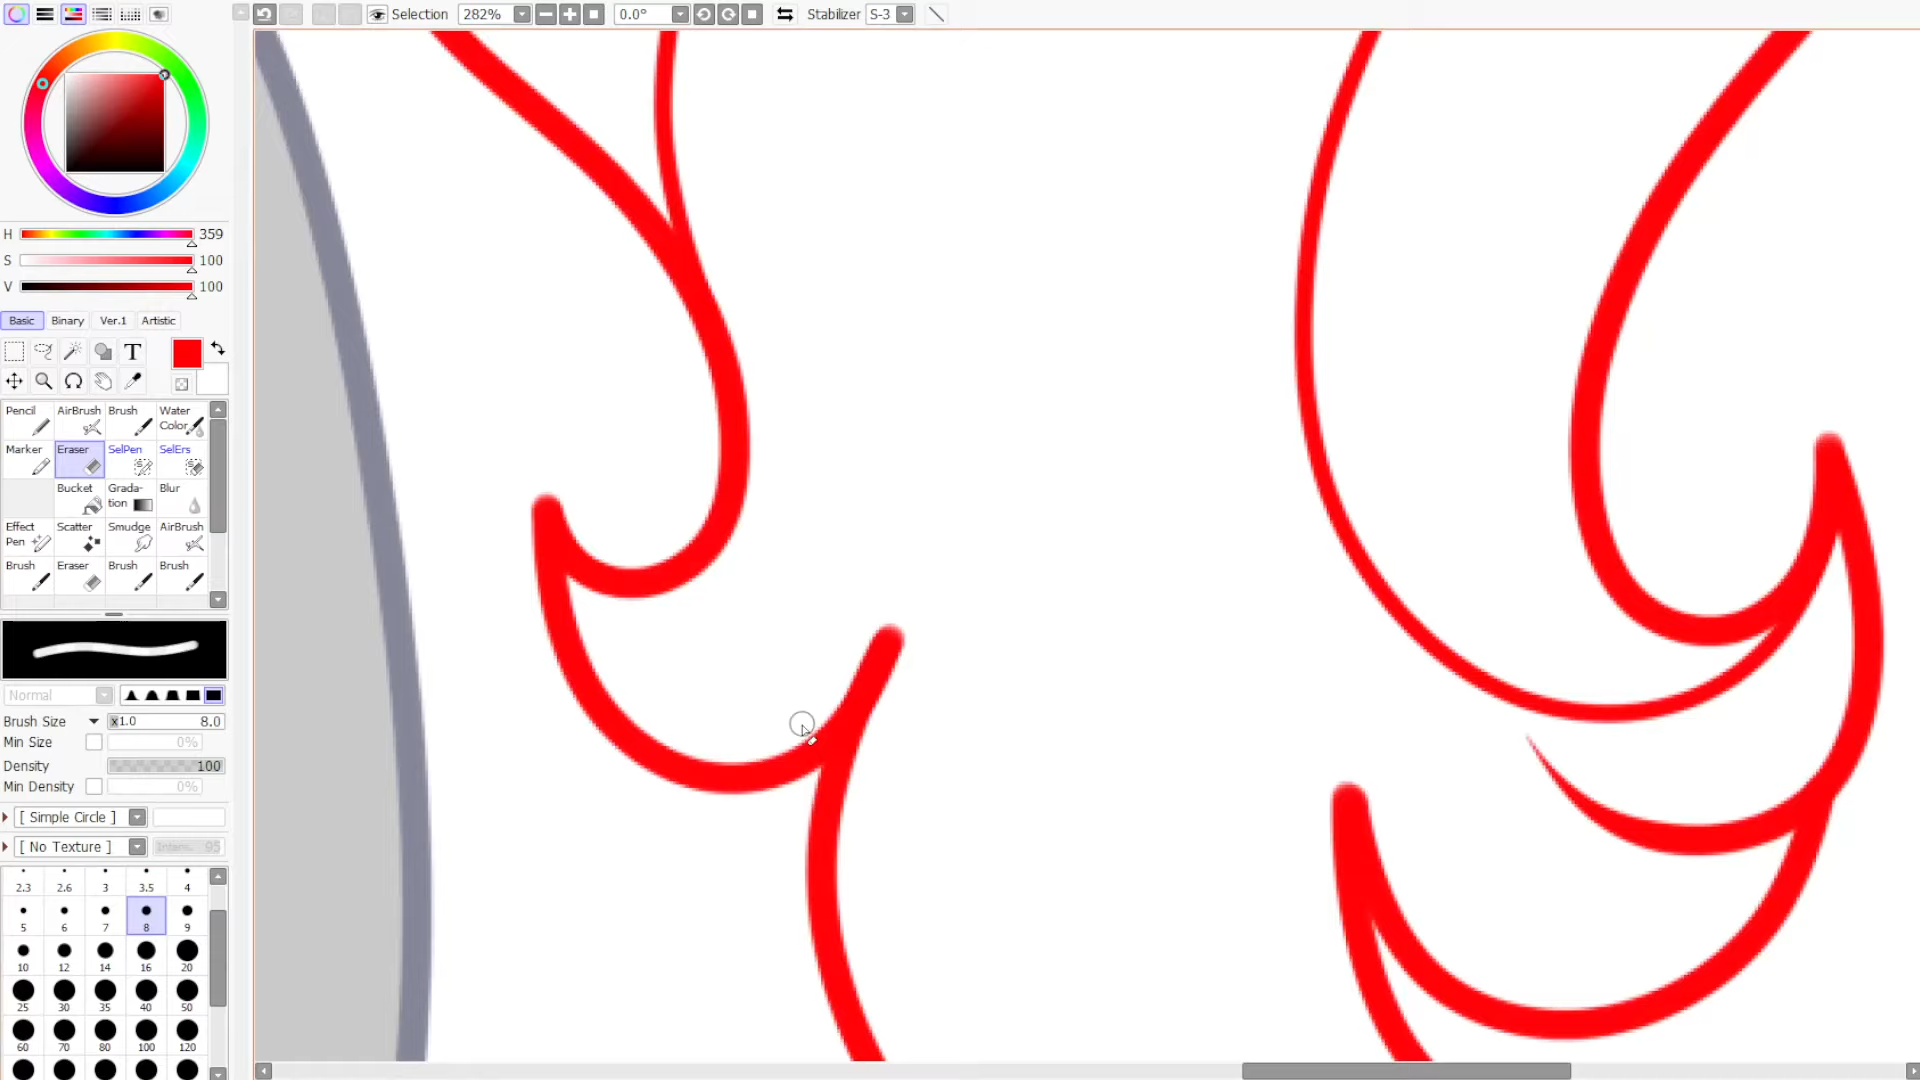 Selection 282% 0.0° Stabilizer S-3
H 359
S 100
V 100
Basic Binary Ver.1 Artistic
T
Pencil AirBrush Brush Water Color
Marker Eraser SelPen SelErs
Bucket Grada-tion Blur
Effect Pen Scatter Smudge AirBrush
Brush Eraser Brush Brush
Normal
Brush Size x1.0 8.0
Min Size 0%
Density 100
Min Density 0%
[ Simple Circle ]
[ No Texture ] Intens. 95
2.3 2.6 3 3.5 4
5 6 7 8 9
10 12 14 16 20
25 30 35 40 50
60 70 80 100 120